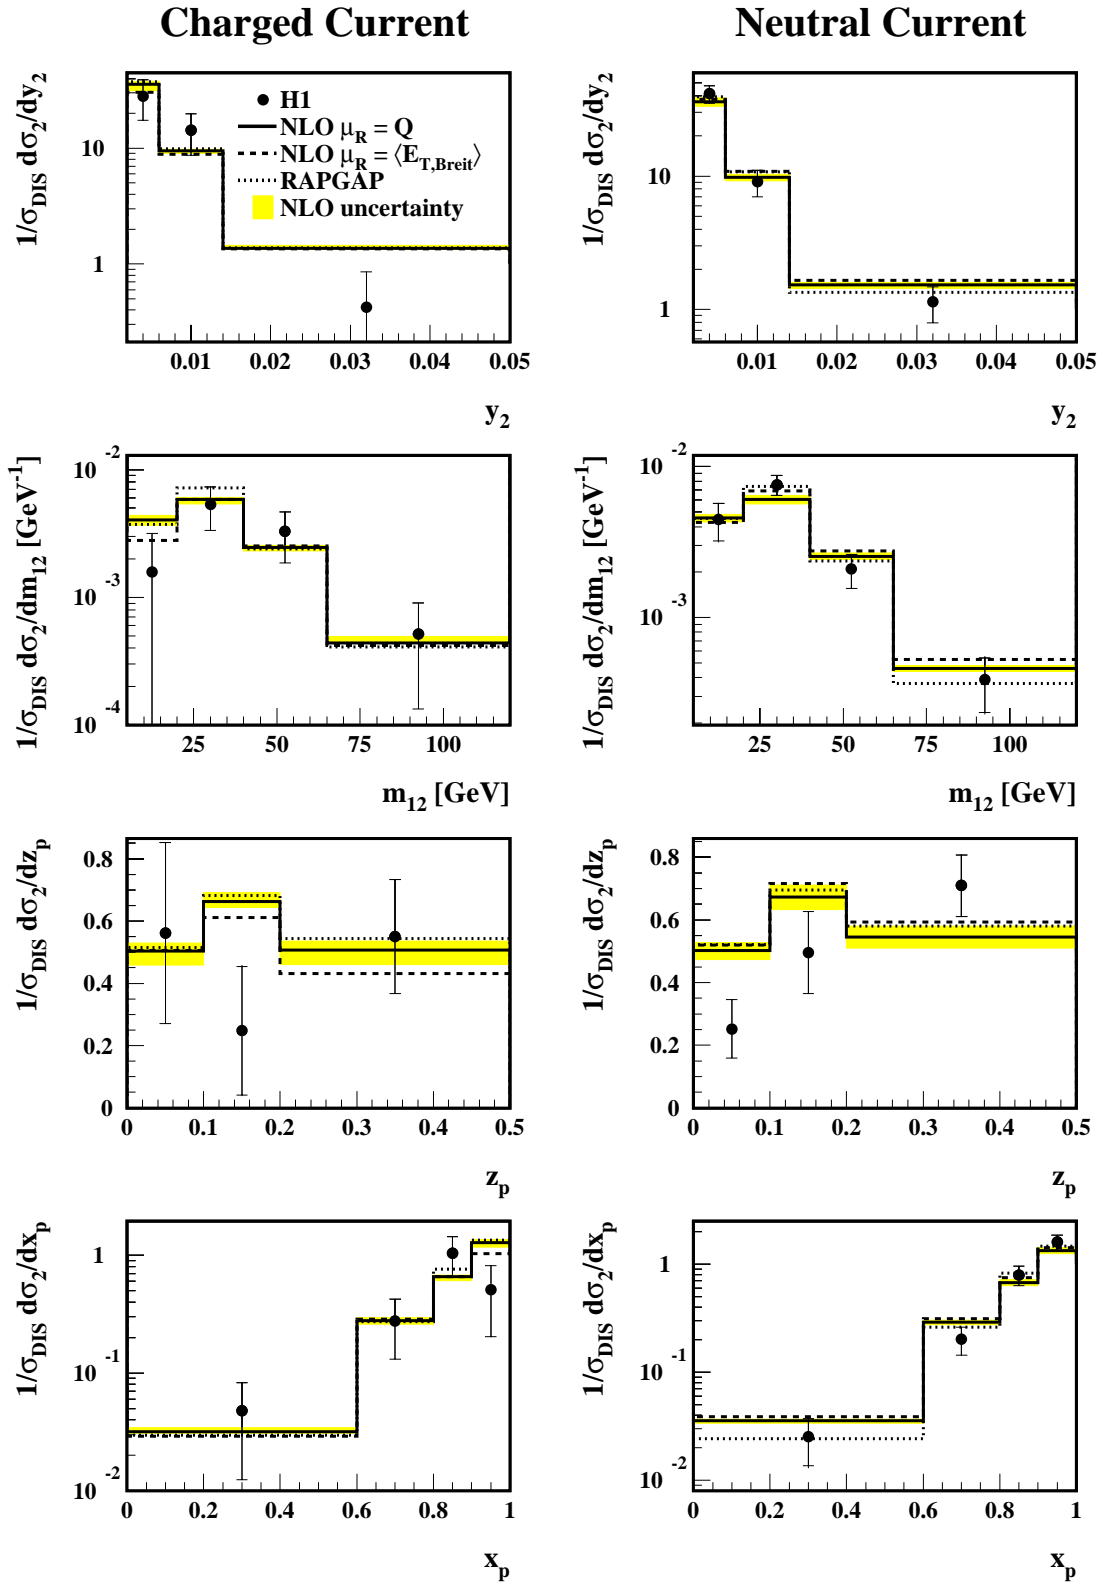 Charged Current
Neutral Current
1/σDIS dσ2/dy2
10
1
H1
NLO μR = Q
NLO μR = ⟨ET,Breit⟩
RAPGAP
NLO uncertainty
0.01 0.02 0.03 0.04 0.05
y2
1/σDIS dσ2/dy2
10
1
0.01 0.02 0.03 0.04 0.05
y2
1/σDIS dσ2/dm12 [GeV-1]
10 -2
10 -3
10 -4
25 50 75 100
m12 [GeV]
1/σDIS dσ2/dm12 [GeV-1]
10 -2
10 -3
25 50 75 100
m12 [GeV]
1/σDIS dσ2/dzp
0.8
0.6
0.4
0.2
0
0 0.1 0.2 0.3 0.4 0.5
zp
1/σDIS dσ2/dzp
0.8
0.6
0.4
0.2
0
0 0.1 0.2 0.3 0.4 0.5
zp
1/σDIS dσ2/dxp
1
10 -1
10 -2
0 0.2 0.4 0.6 0.8 1
xp
1/σDIS dσ2/dxp
1
10 -1
10 -2
0 0.2 0.4 0.6 0.8 1
xp